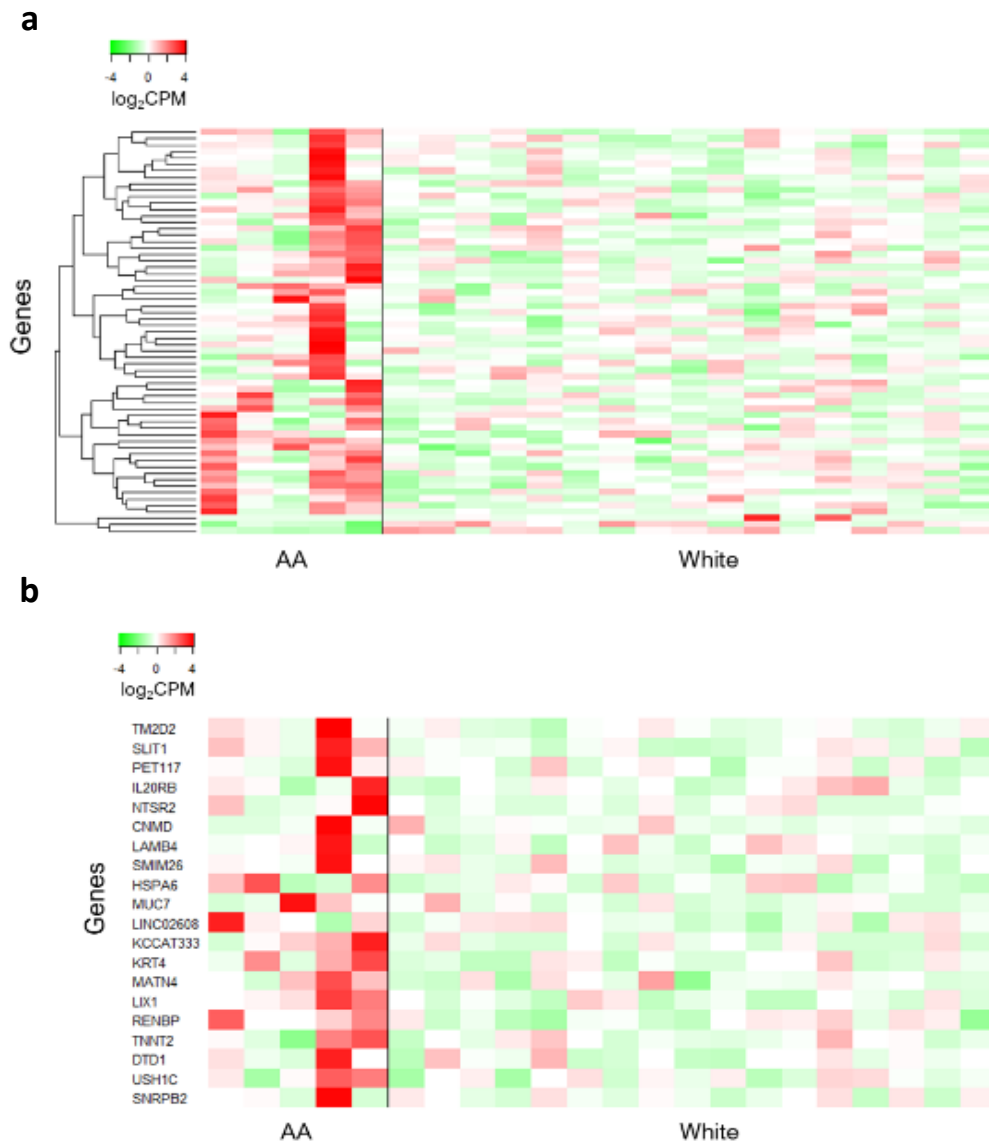 a
-4 0 4
log₂CPM
Genes
AA White
b
-4 0 4
log₂CPM
Genes
TM2D2
SLIT1
PET117
IL20RB
NTSR2
CNMD
LAMB4
SMIM26
HSPA6
MUC7
LINC02608
KCCAT333
KRT4
MATN4
LIX1
RENBP
TNNT2
DTD1
USH1C
SNRPB2
AA White